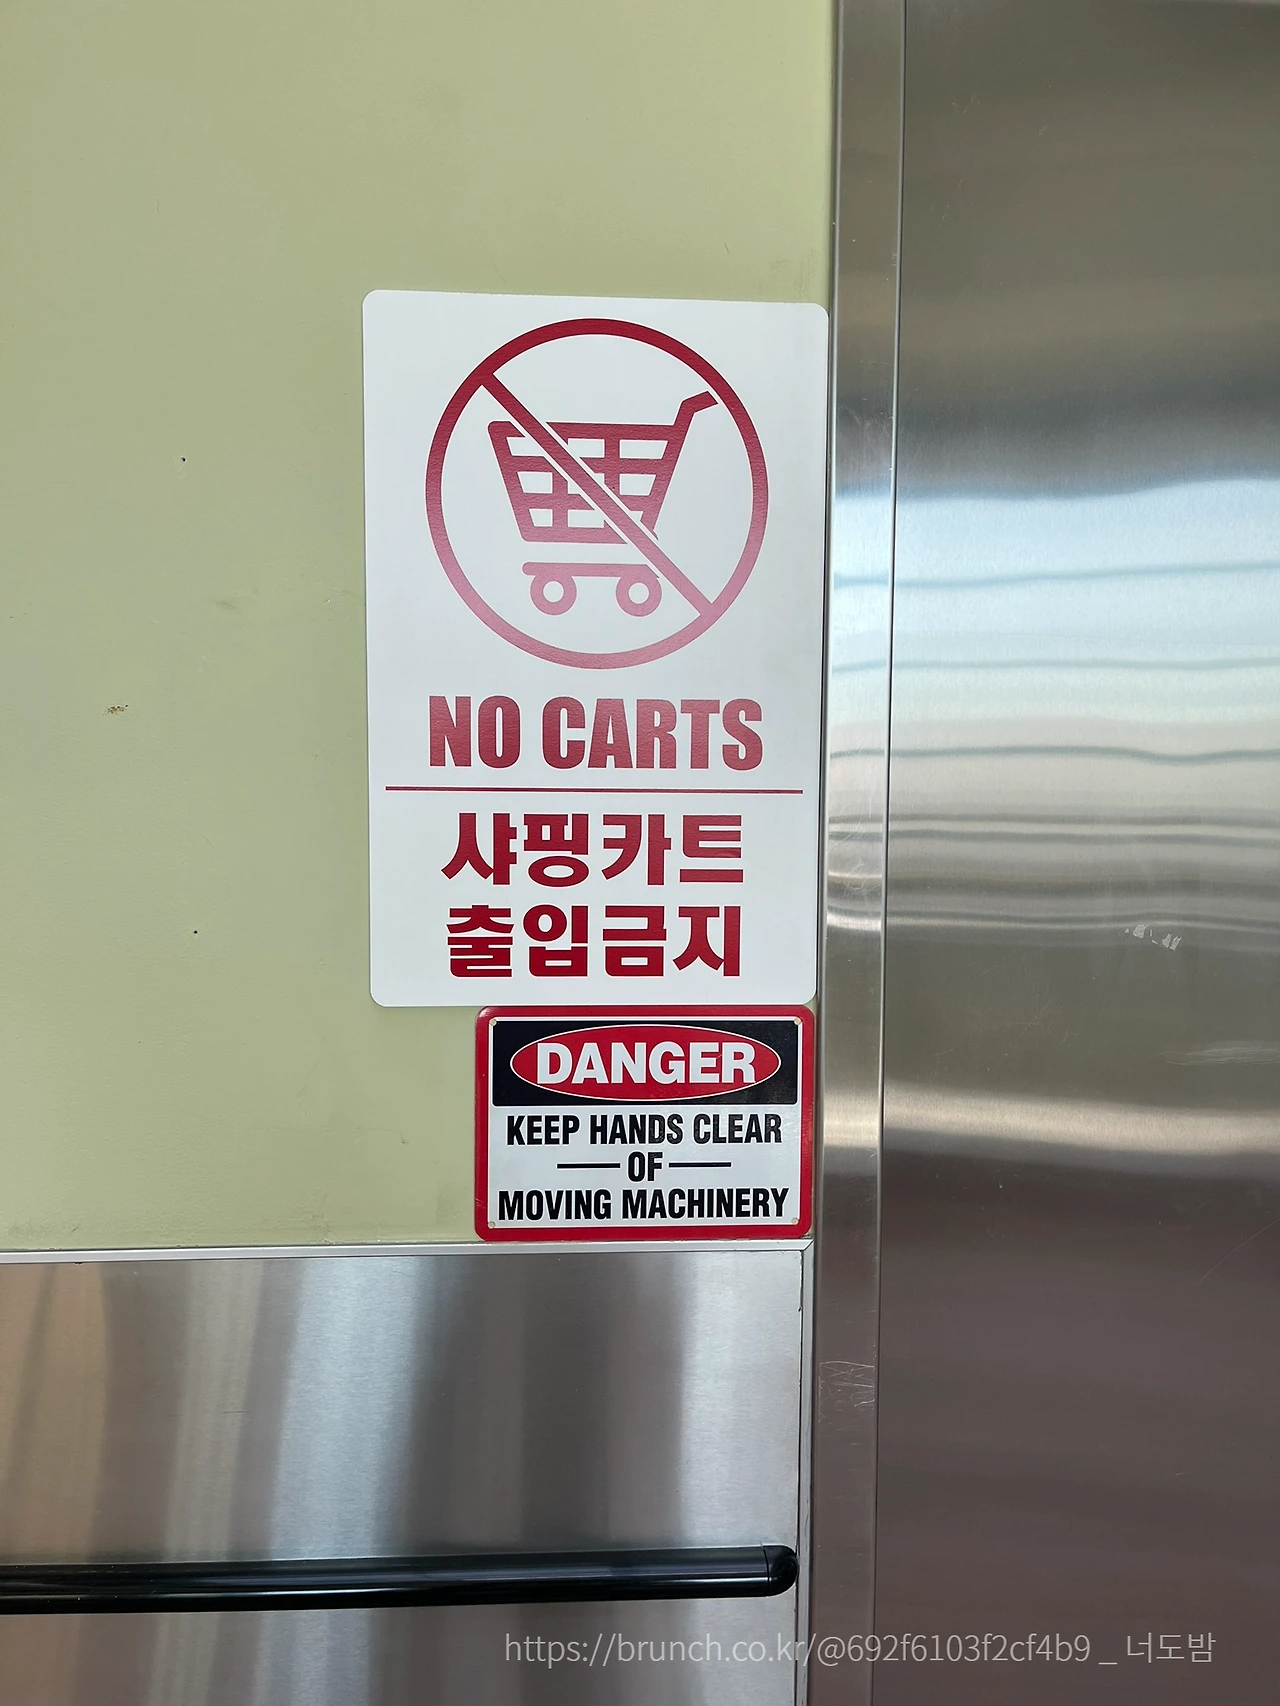 NO CARTS
샤핑카트
출입금지
DANGER
KEEP HANDS CLEAR
OF
MOVING MACHINERY
https://brunch.co.kr/@692f6103f2cf4b9 _ 너도밤